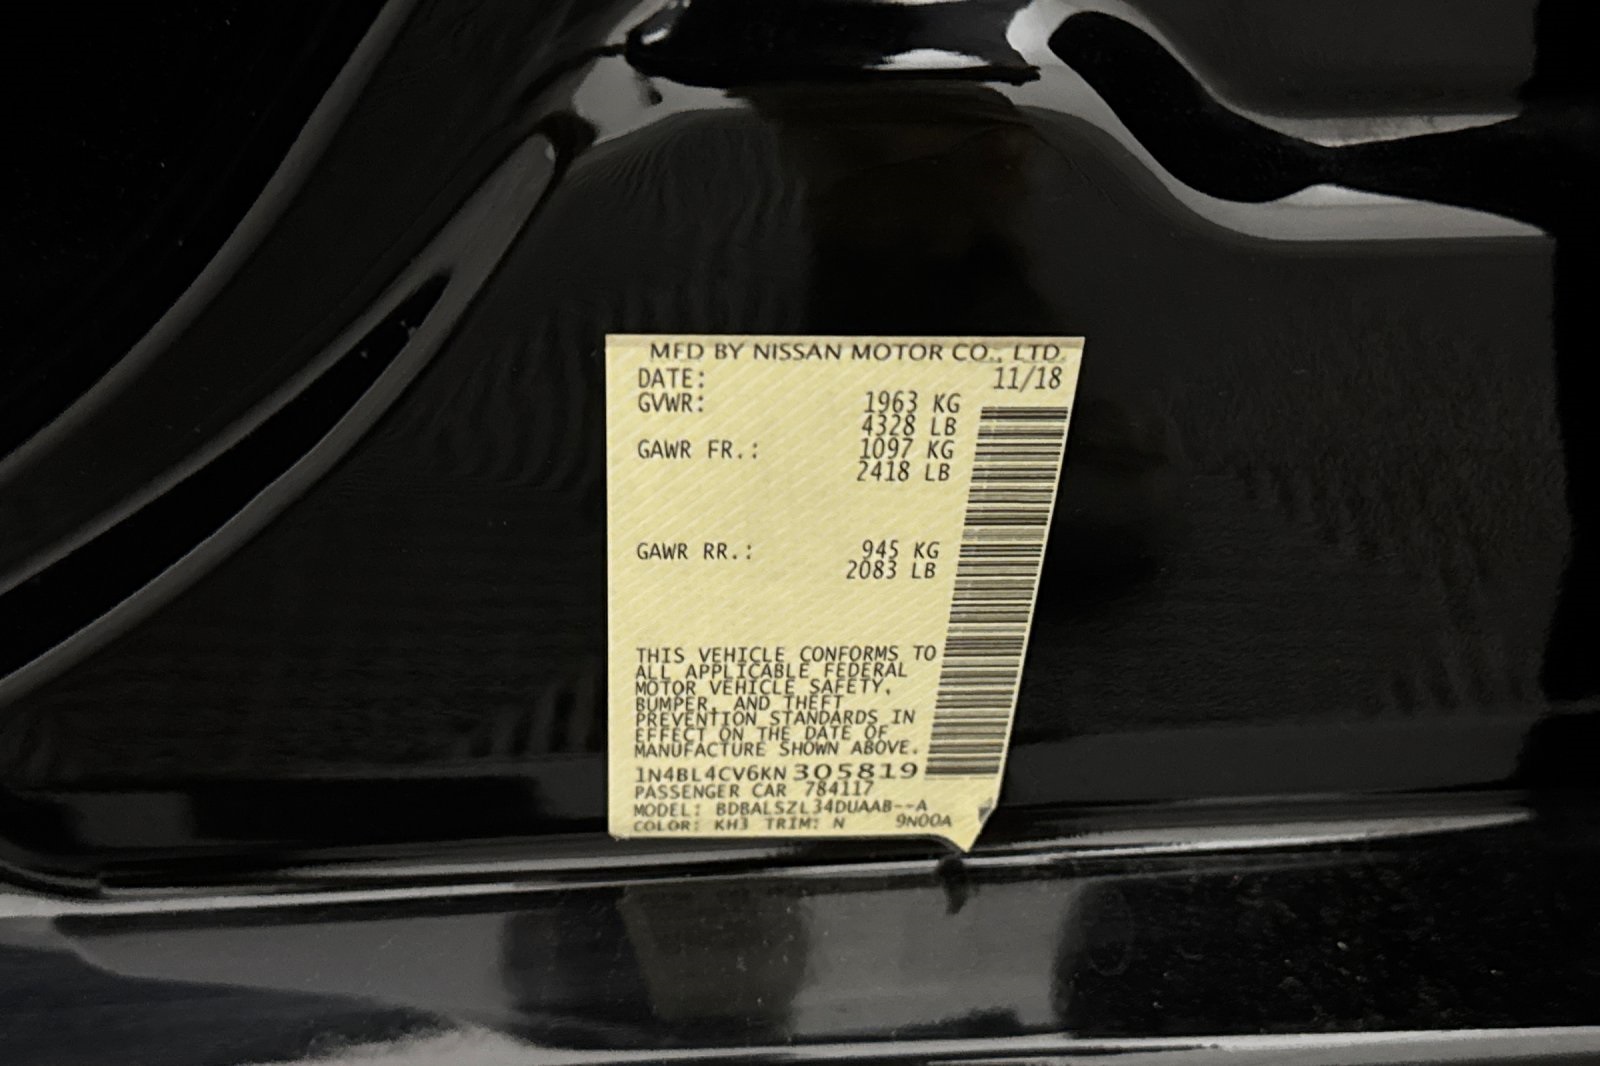 MFD BY NISSAN MOTOR CO., LTD.
DATE: 11/18
GVWR: 1963 KG
4328 LB
GAWR FR.: 1097 KG
2418 LB
GAWR RR.: 945 KG
2083 LB
THIS VEHICLE CONFORMS TO
ALL APPLICABLE FEDERAL
MOTOR VEHICLE SAFETY,
BUMPER, AND THEFT
PREVENTION STANDARDS IN
EFFECT ON THE DATE OF
MANUFACTURE SHOWN ABOVE.
1N4BL4CV6KN305819
PASSENGER CAR 784117
MODEL: BDBALSZL34DUAAB--A
COLOR: KH3 TRIM: N 9N00A